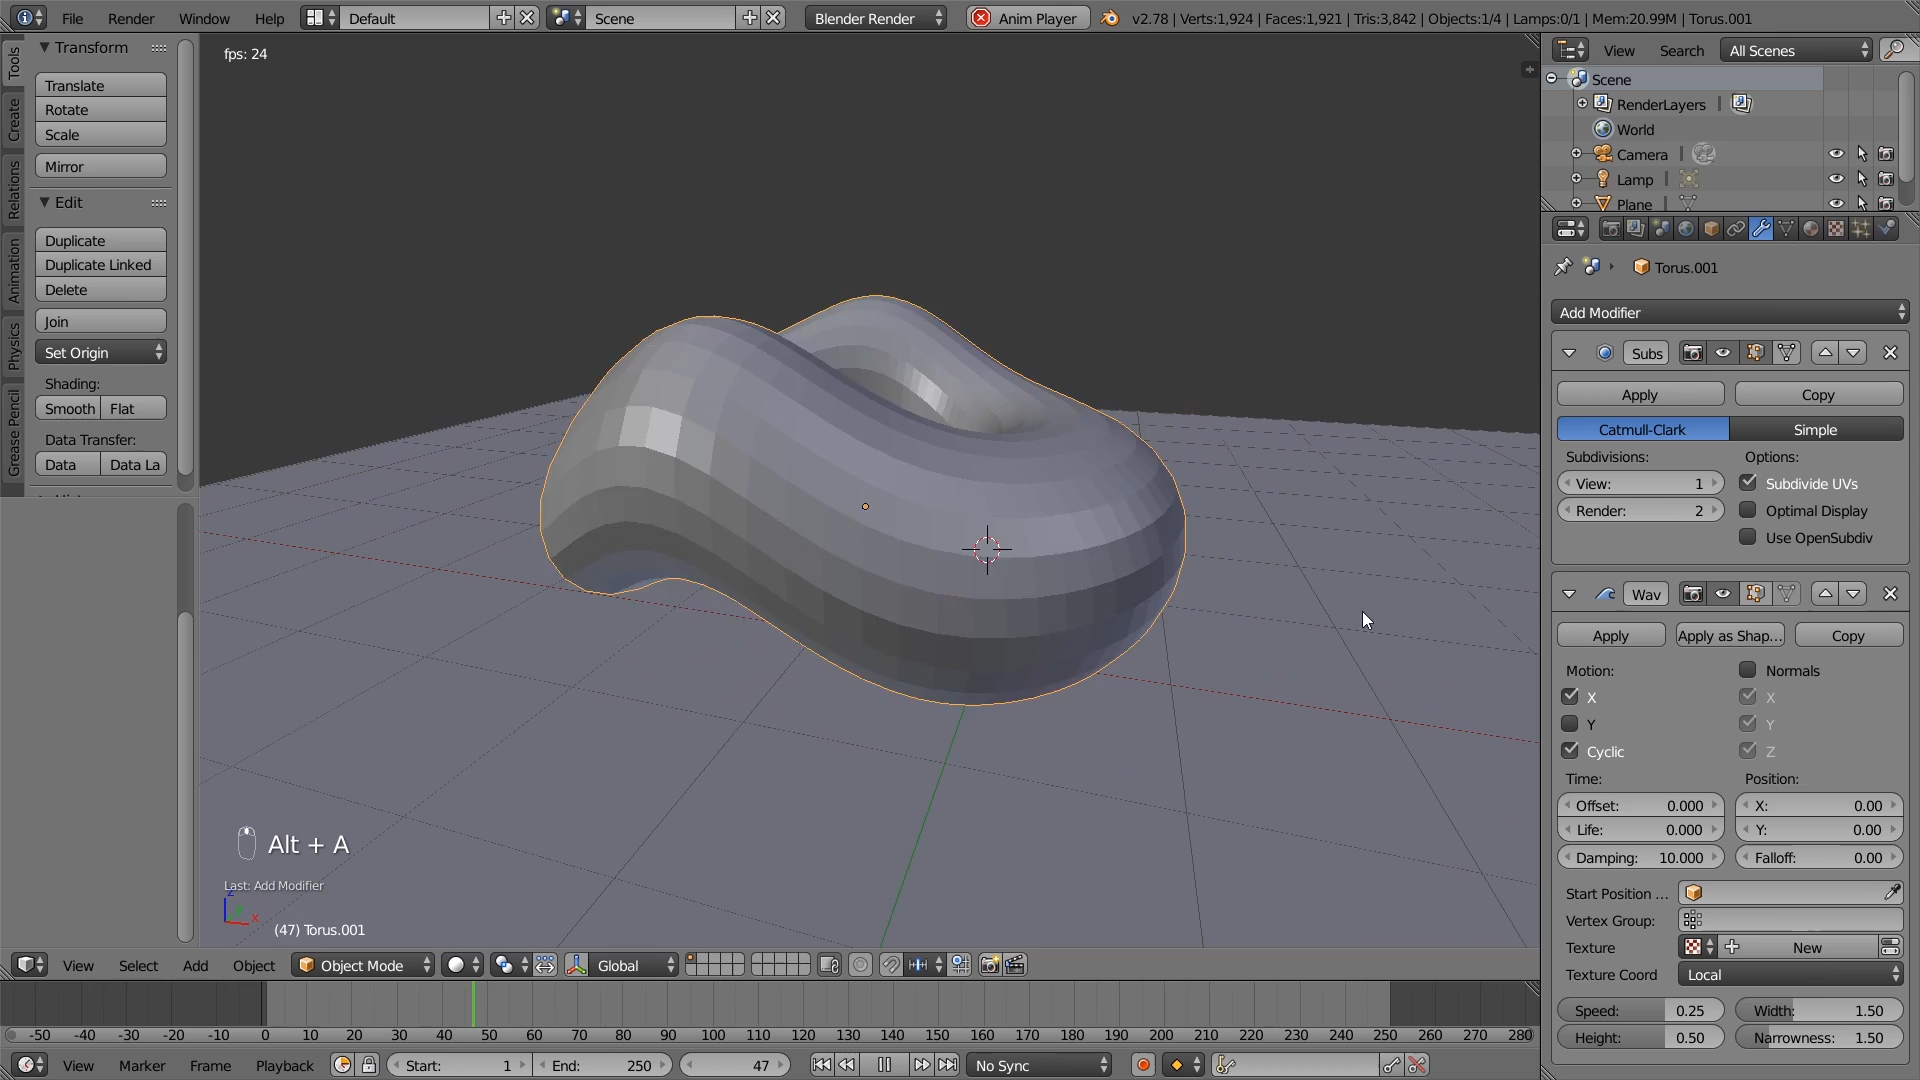 File Render Window Help Default Scene Blender Render Anim Player v2.78 | Verts:1,924 | Faces:1,921 | Tris:3,842 | Objects:1/4 | Lamps:0/1 | Mem:20.99M | Torus.001
Tools
Create
Relations
Animation
Physics
Grease Pencil
Transform
Translate
Rotate
Scale
Mirror
Edit
Duplicate
Duplicate Linked
Delete
Join
Set Origin
Shading:
Smooth Flat
Data Transfer:
Data Data La
fps: 24
Alt + A
Last: Add Modifier
z
x
(47) Torus.001
View Search All Scenes
Scene
RenderLayers
World
Camera
Lamp
Plane
Torus.001
Add Modifier
Subs
Apply Copy
Catmull-Clark Simple
Subdivisions: Options:
View: 1 Subdivide UVs
Render: 2 Optimal Display
Use OpenSubdiv
Wav
Apply Apply as Shap... Copy
Motion: Normals
X X
Y Y
Cyclic Z
Time: Position:
Offset: 0.000 X: 0.00
Life: 0.000 Y: 0.00
Damping: 10.000 Falloff: 0.00
Start Position ...
Vertex Group:
Texture New
Texture Coord Local
Speed: 0.25 Width: 1.50
Height: 0.50 Narrowness: 1.50
View Select Add Object Object Mode Global
-50 -40 -30 -20 -10 0 10 20 30 40 50 60 70 80 90 100 110 120 130 140 150 160 170 180 190 200 210 220 230 240 250 260 270 280
View Marker Frame Playback Start: 1 End: 250 47 No Sync